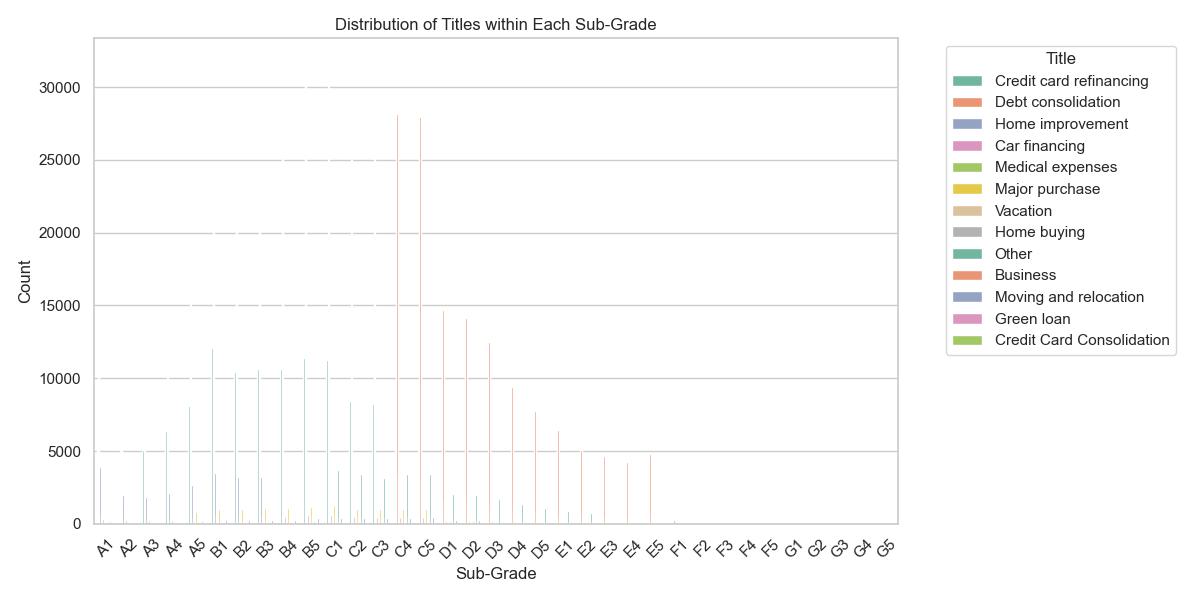 Distribution of Titles within Each Sub-Grade
Title
Credit card refinancing
Debt consolidation
Home improvement
Car financing
Medical expenses
Major purchase
Vacation
Home buying
Other
Business
Moving and relocation
Green loan
Credit Card Consolidation
Count
30000
25000
20000
15000
10000
5000
0
A1 A2 A3 A4 A5 B1 B2 B3 B4 B5 C1 C2 C3 C4 C5 D1 D2 D3 D4 D5 E1 E2 E3 E4 E5 F1 F2 F3 F4 F5 G1 G2 G3 G4 G5
Sub-Grade